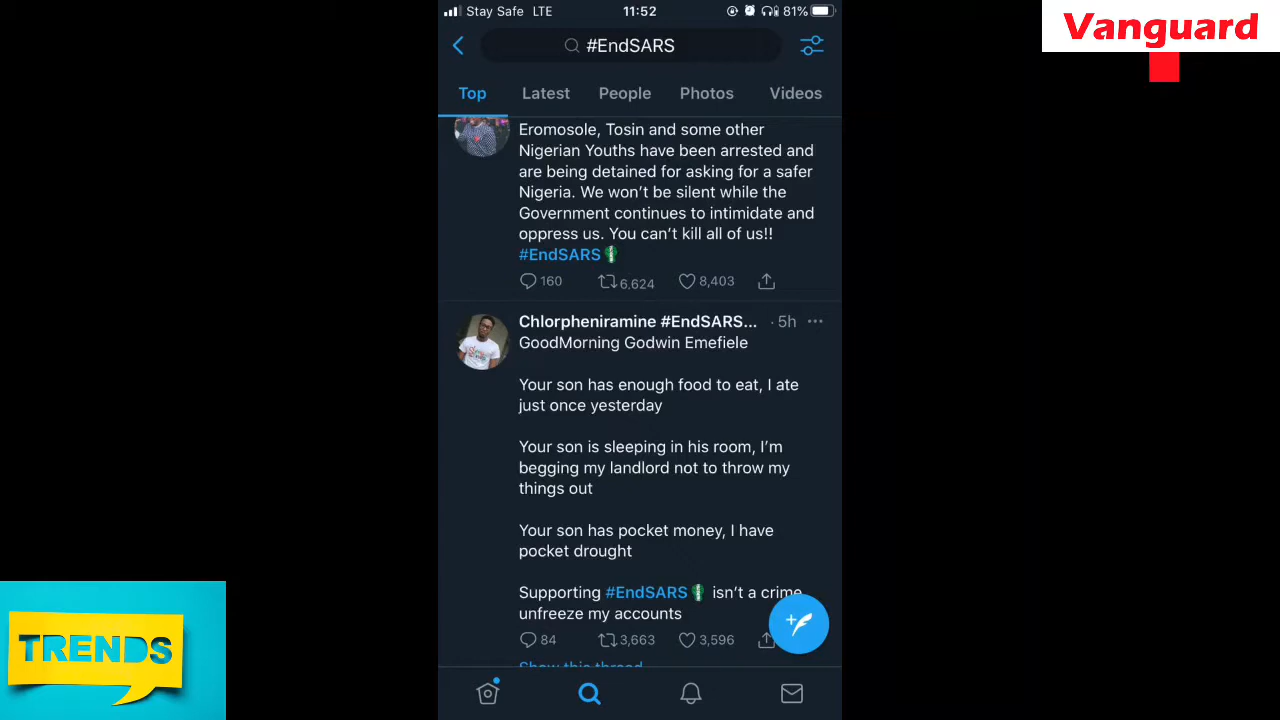 Stay Safe LTE 11:52 81%
Vanguard
#EndSARS
Top Latest People Photos Videos
Eromosole, Tosin and some other
Nigerian Youths have been arrested and
are being detained for asking for a safer
Nigeria. We won't be silent while the
Government continues to intimidate and
oppress us. You can't kill all of us!!
#EndSARS
160 6,624 8,403
Chlorpheniramine #EndSARS... · 5h
GoodMorning Godwin Emefiele
Your son has enough food to eat, I ate
just once yesterday
Your son is sleeping in his room, I'm
begging my landlord not to throw my
things out
Your son has pocket money, I have
pocket drought
Supporting #EndSARS isn't a crime
unfreeze my accounts
84 3,663 3,596
Show this thread
TRENDS